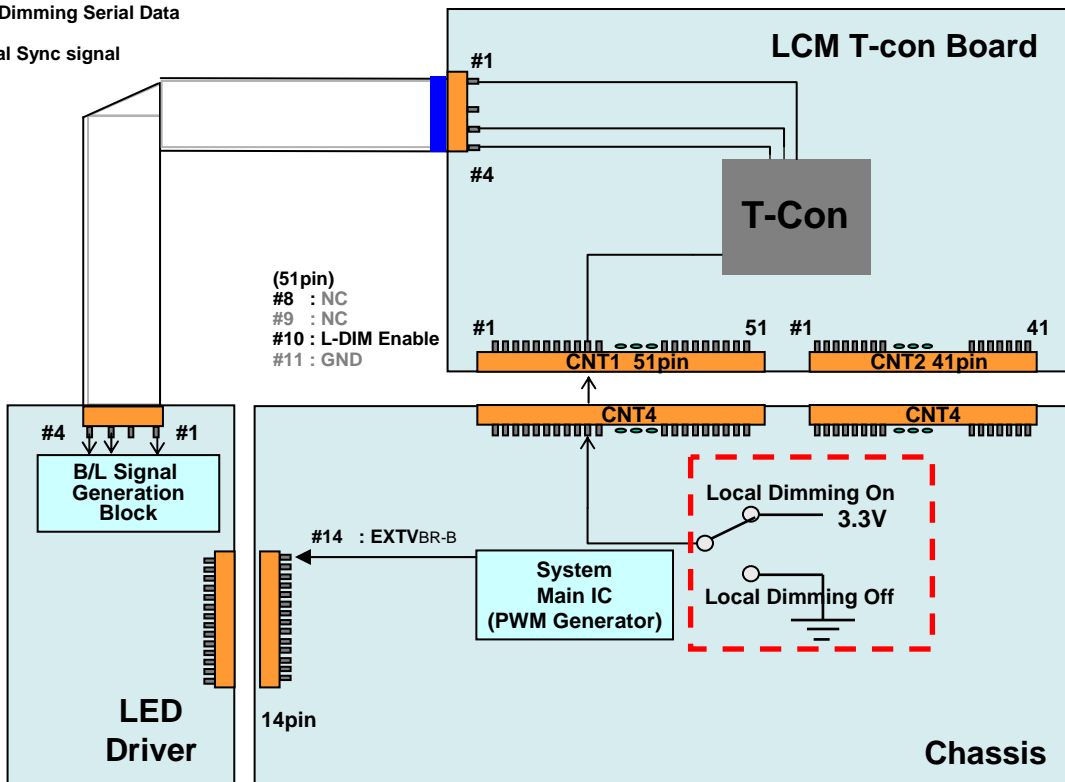 Dimming Serial Data
al Sync signal
LCM T-con Board
#1
#4
T-Con
(51pin)
#8 : NC
#9 : NC
#10 : L-DIM Enable
#11 : GND
#1
51
#1
41
CNT1 51pin
CNT2 41pin
CNT4
CNT4
#4
#1
B/L Signal
Generation
Block
Local Dimming On
3.3V
#14 : EXTVBR-B
System
Main IC
(PWM Generator)
Local Dimming Off
LED
Driver
14pin
Chassis